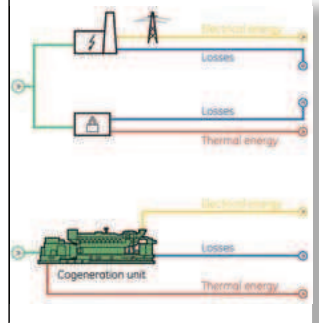 Electrical energy
Losses
Losses
Thermal energy
Electrical energy
Losses
Cogeneration unit
Thermal energy